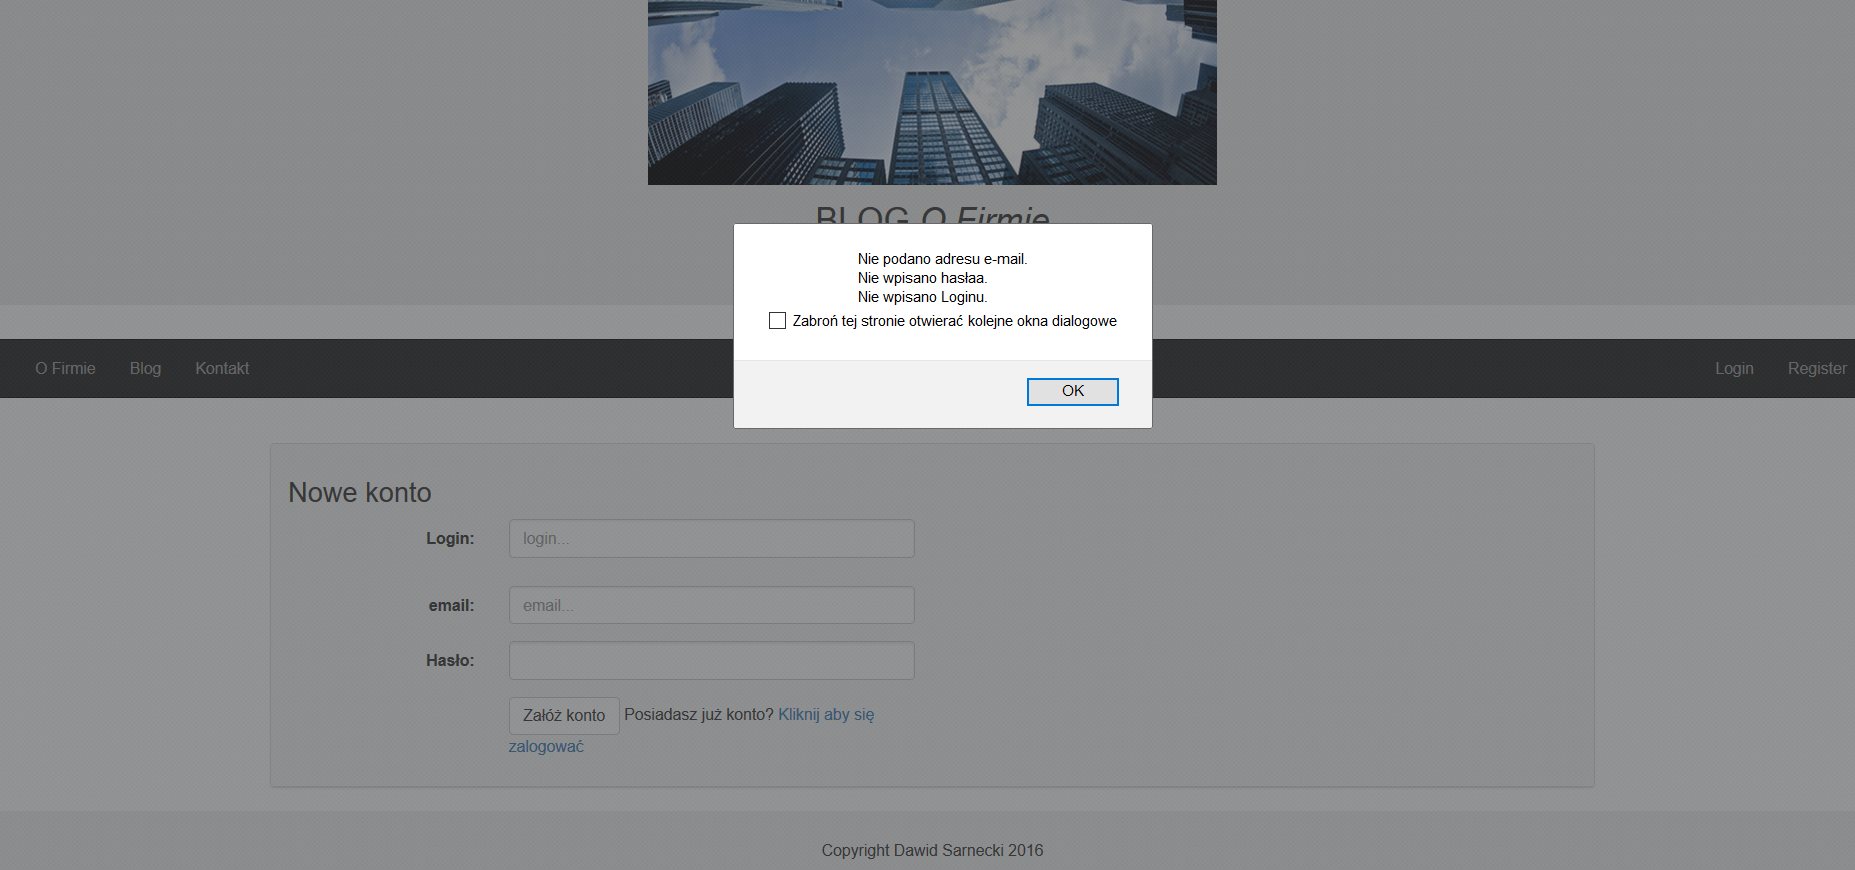 BLOG O Firmie
Nie podano adresu e-mail.
Nie wpisano hasłaa.
Nie wpisano Loginu.
Zabroń tej stronie otwierać kolejne okna dialogowe
OK
O Firmie Blog Kontakt Login Register
Nowe konto
Login: login...
email: email...
Hasło:
Załóż konto Posiadasz już konto? Kliknij aby się
zalogować
Copyright Dawid Sarnecki 2016